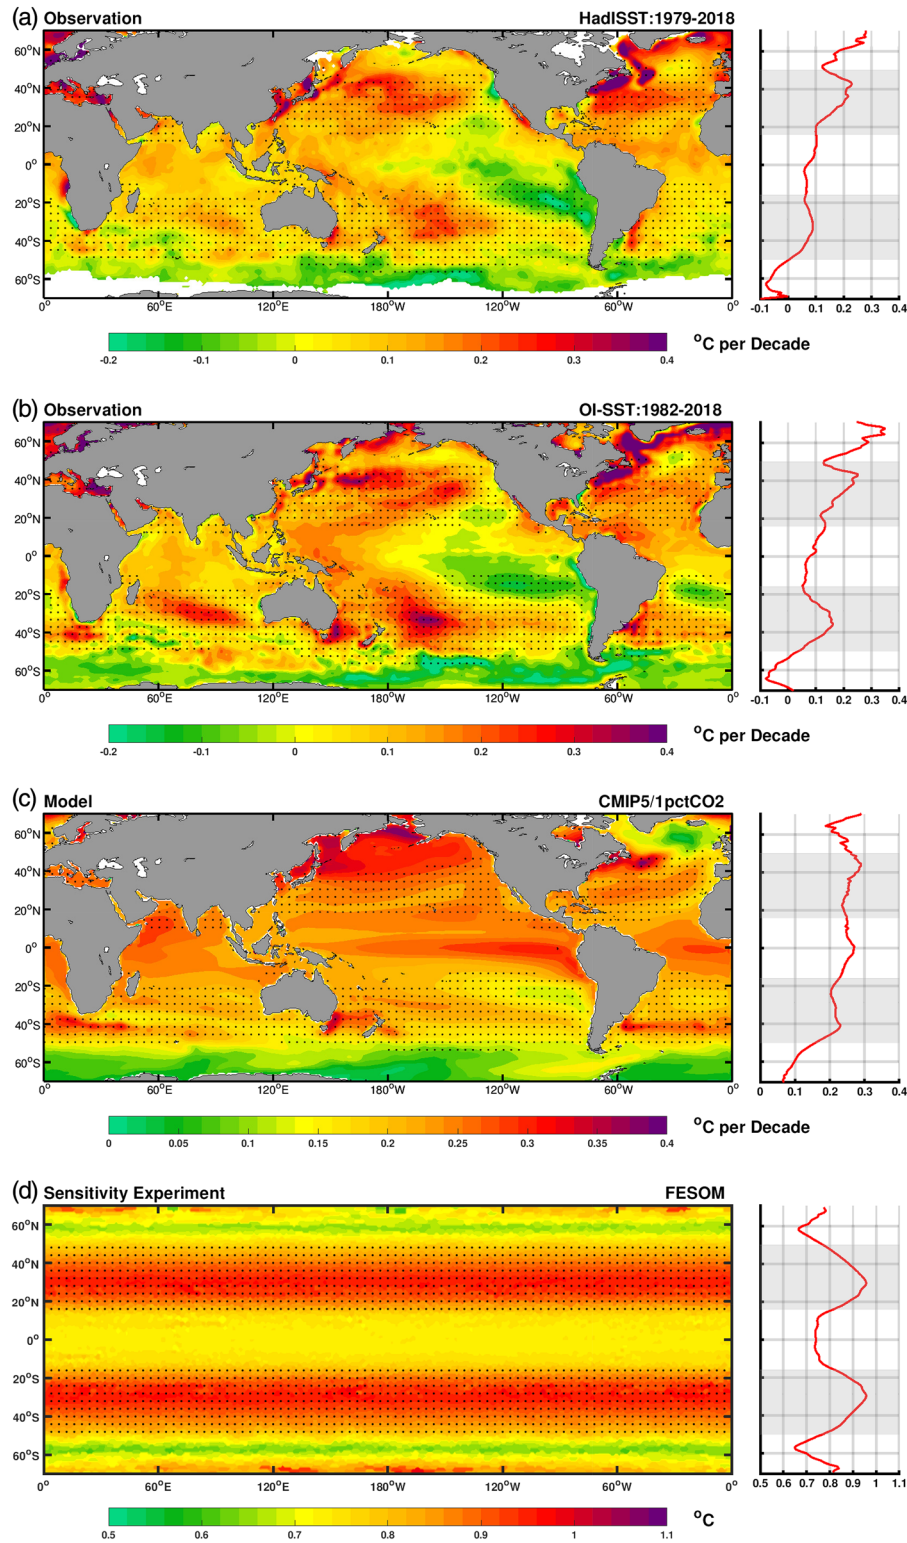 (a) Observation HadISST:1979-2018
60°N
40°N
20°N
0°
20°S
40°S
60°S
0° 60°E 120°E 180°W 120°W 60°W 0°
-0.1 0 0.1 0.2 0.3 0.4
-0.2 -0.1 0 0.1 0.2 0.3 0.4
°C per Decade
(b) Observation OI-SST:1982-2018
60°N
40°N
20°N
0°
20°S
40°S
60°S
0° 60°E 120°E 180°W 120°W 60°W 0°
-0.1 0 0.1 0.2 0.3 0.4
-0.2 -0.1 0 0.1 0.2 0.3 0.4
°C per Decade
(c) Model CMIP5/1pctCO2
60°N
40°N
20°N
0°
20°S
40°S
60°S
0° 60°E 120°E 180°W 120°W 60°W 0°
0 0.1 0.2 0.3 0.4
0 0.05 0.1 0.15 0.2 0.25 0.3 0.35 0.4
°C per Decade
(d) Sensitivity Experiment FESOM
60°N
40°N
20°N
0°
20°S
40°S
60°S
0° 60°E 120°E 180°W 120°W 60°W 0°
0.5 0.6 0.7 0.8 0.9 1 1.1
0.5 0.6 0.7 0.8 0.9 1 1.1
°C